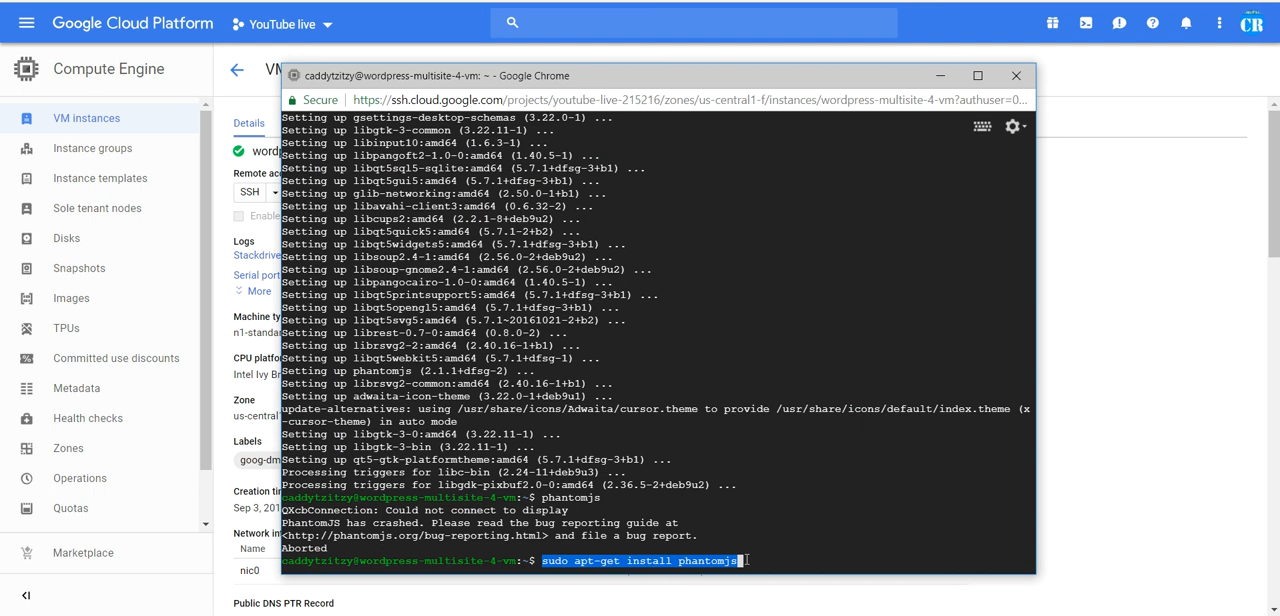 Google Cloud Platform
YouTube live
CR
Compute Engine
VM instances
Instance groups
Instance templates
Sole tenant nodes
Disks
Snapshots
Images
TPUs
Committed use discounts
Metadata
Health checks
Zones
Operations
Quotas
Marketplace
Details
Remote acc
SSH
Enable
Logs
Stackdrive
Serial port
More
Machine ty
n1-standa
CPU platfo
Intel Ivy Br
Zone
us-central
Labels
goog-dm
Creation tim
Sep 3, 201
Network in
Name
nic0
Public DNS PTR Record
caddytzitzy@wordpress-multisite-4-vm: ~ - Google Chrome
Secure
https://ssh.cloud.google.com/projects/youtube-live-215216/zones/us-central1-f/instances/wordpress-multisite-4-vm?authuser=0...
Setting up gsettings-desktop-schemas (3.22.0-1) ...
Setting up libgtk-3-common (3.22.11-1) ...
Setting up libinput10:amd64 (1.6.3-1) ...
Setting up libpangoft2-1.0-0:amd64 (1.40.5-1) ...
Setting up libqt5sql5-sqlite:amd64 (5.7.1+dfsg-3+b1) ...
Setting up libqt5gui5:amd64 (5.7.1+dfsg-3+b1) ...
Setting up glib-networking:amd64 (2.50.0-1+b1) ...
Setting up libavahi-client3:amd64 (0.6.32-2) ...
Setting up libcups2:amd64 (2.2.1-8+deb9u2) ...
Setting up libqt5quick5:amd64 (5.7.1-2+b2) ...
Setting up libqt5widgets5:amd64 (5.7.1+dfsg-3+b1) ...
Setting up libsoup2.4-1:amd64 (2.56.0-2+deb9u2) ...
Setting up libsoup-gnome2.4-1:amd64 (2.56.0-2+deb9u2) ...
Setting up libpangocairo-1.0-0:amd64 (1.40.5-1) ...
Setting up libqt5printsupport5:amd64 (5.7.1+dfsg-3+b1) ...
Setting up libqt5opengl5:amd64 (5.7.1+dfsg-3+b1) ...
Setting up libqt5svg5:amd64 (5.7.1~20161021-2+b2) ...
Setting up librest-0.7-0:amd64 (0.8.0-2) ...
Setting up librsvg2-2:amd64 (2.40.16-1+b1) ...
Setting up libqt5webkit5:amd64 (5.7.1+dfsg-1) ...
Setting up phantomjs (2.1.1+dfsg-2) ...
Setting up librsvg2-common:amd64 (2.40.16-1+b1) ...
Setting up adwaita-icon-theme (3.22.0-1+deb9u1) ...
update-alternatives: using /usr/share/icons/Adwaita/cursor.theme to provide /usr/share/icons/default/index.theme (x
-cursor-theme) in auto mode
Setting up libgtk-3-0:amd64 (3.22.11-1) ...
Setting up libgtk-3-bin (3.22.11-1) ...
Setting up qt5-gtk-platformtheme:amd64 (5.7.1+dfsg-3+b1) ...
Processing triggers for libc-bin (2.24-11+deb9u3) ...
Processing triggers for libgdk-pixbuf2.0-0:amd64 (2.36.5-2+deb9u2) ...
caddytzitzy@wordpress-multisite-4-vm:~$ phantomjs
QXcbConnection: Could not connect to display
PhantomJS has crashed. Please read the bug reporting guide at
<http://phantomjs.org/bug-reporting.html> and file a bug report.
Aborted
caddytzitzy@wordpress-multisite-4-vm:~$ sudo apt-get install phantomjs